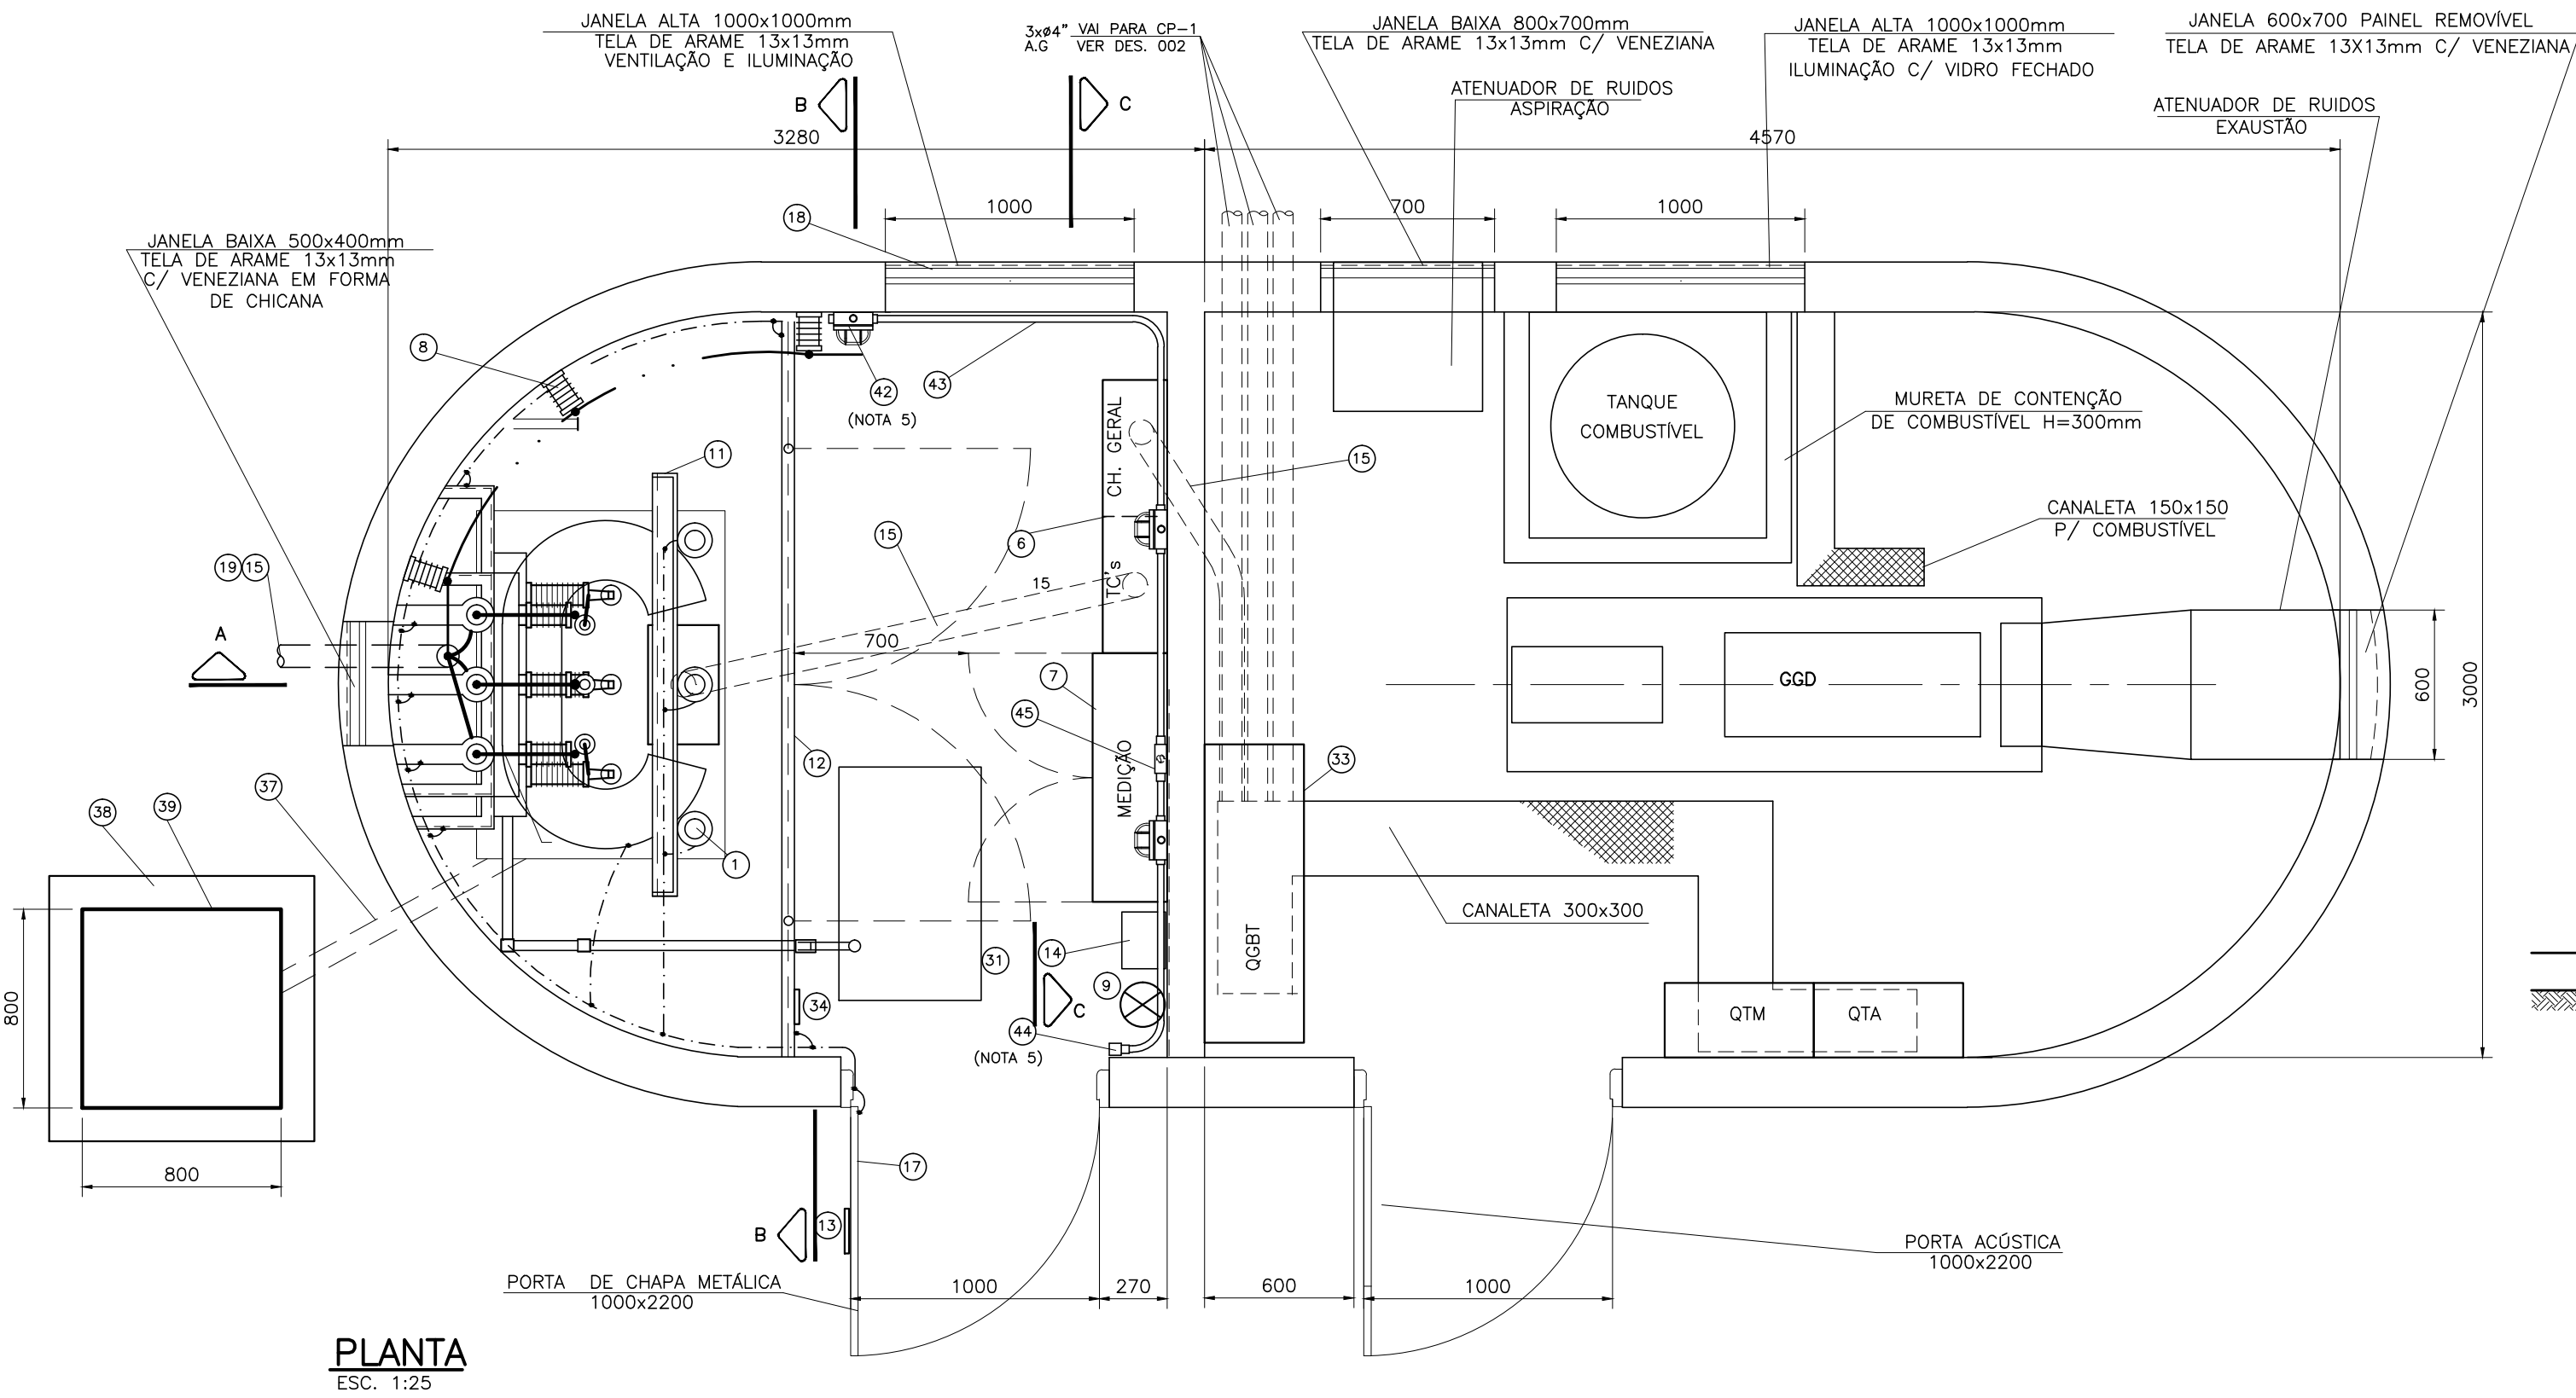 JANELA ALTA 1000x1000mm
TELA DE ARAME 13x13mm
VENTILAÇÃO E ILUMINAÇÃO
3xø4" VAI PARA CP-1
A.G VER DES. 002
JANELA BAIXA 800x700mm
TELA DE ARAME 13x13mm C/ VENEZIANA
JANELA ALTA 1000x1000mm
TELA DE ARAME 13x13mm
ILUMINAÇÃO C/ VIDRO FECHADO
JANELA 600x700 PAINEL REMOVÍVEL
TELA DE ARAME 13X13mm C/ VENEZIANA
ATENUADOR DE RUIDOS
ASPIRAÇÃO
ATENUADOR DE RUIDOS
EXAUSTÃO
B
C
3280
4570
1000
700
1000
18
JANELA BAIXA 500x400mm
TELA DE ARAME 13x13mm
C/ VENEZIANA EM FORMA
DE CHICANA
8
42
(NOTA 5)
43
CH. GERAL
TANQUE
COMBUSTÍVEL
MURETA DE CONTENÇÃO
DE COMBUSTÍVEL H=300mm
11
15
15
6
CANALETA 150x150
P/ COMBUSTÍVEL
19
15
TC's
15
A
700
7
GGD
600
3000
45
MEDIÇÃO
12
33
37
38
39
1
CANALETA 300x300
14
31
QGBT
9
34
C
44
(NOTA 5)
QTM
QTA
800
800
17
13
B
PORTA ACÚSTICA
1000x2200
PORTA DE CHAPA METÁLICA
1000x2200
1000
270
600
1000
PLANTA
ESC. 1:25